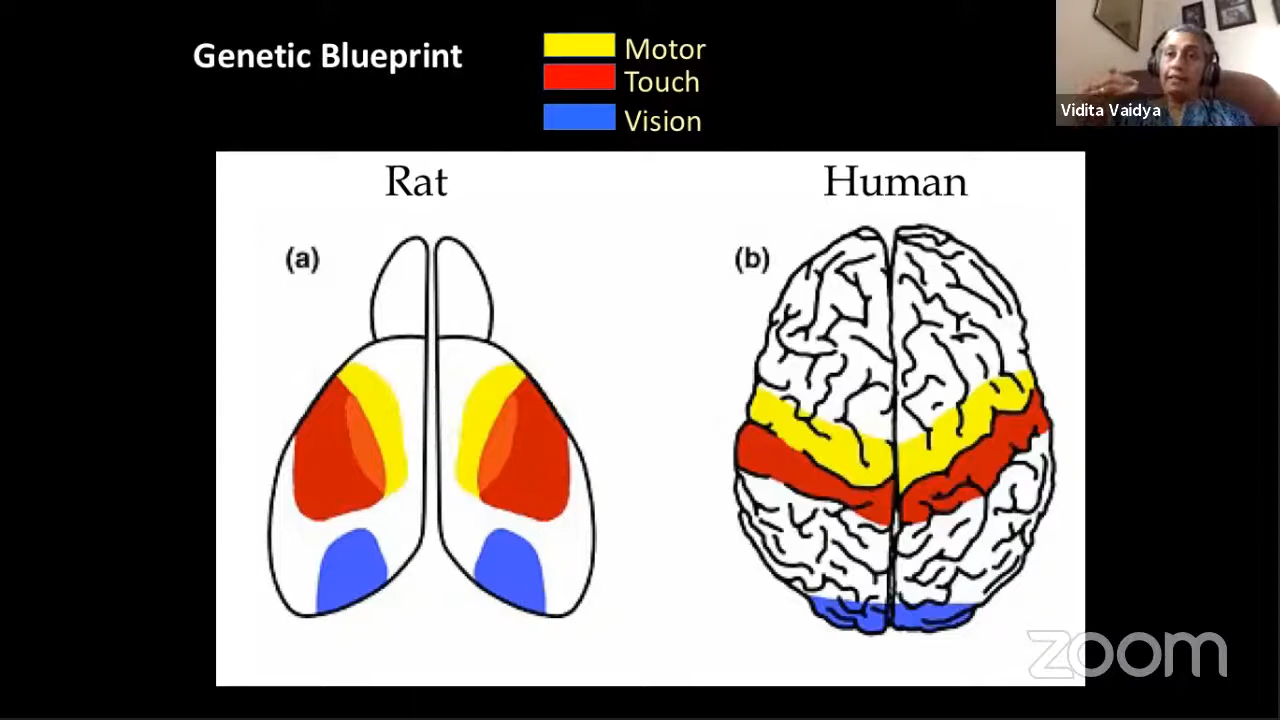 Genetic Blueprint
Motor
Touch
Vision
Vidita Vaidya
Rat
Human
(a)
(b)
zoom